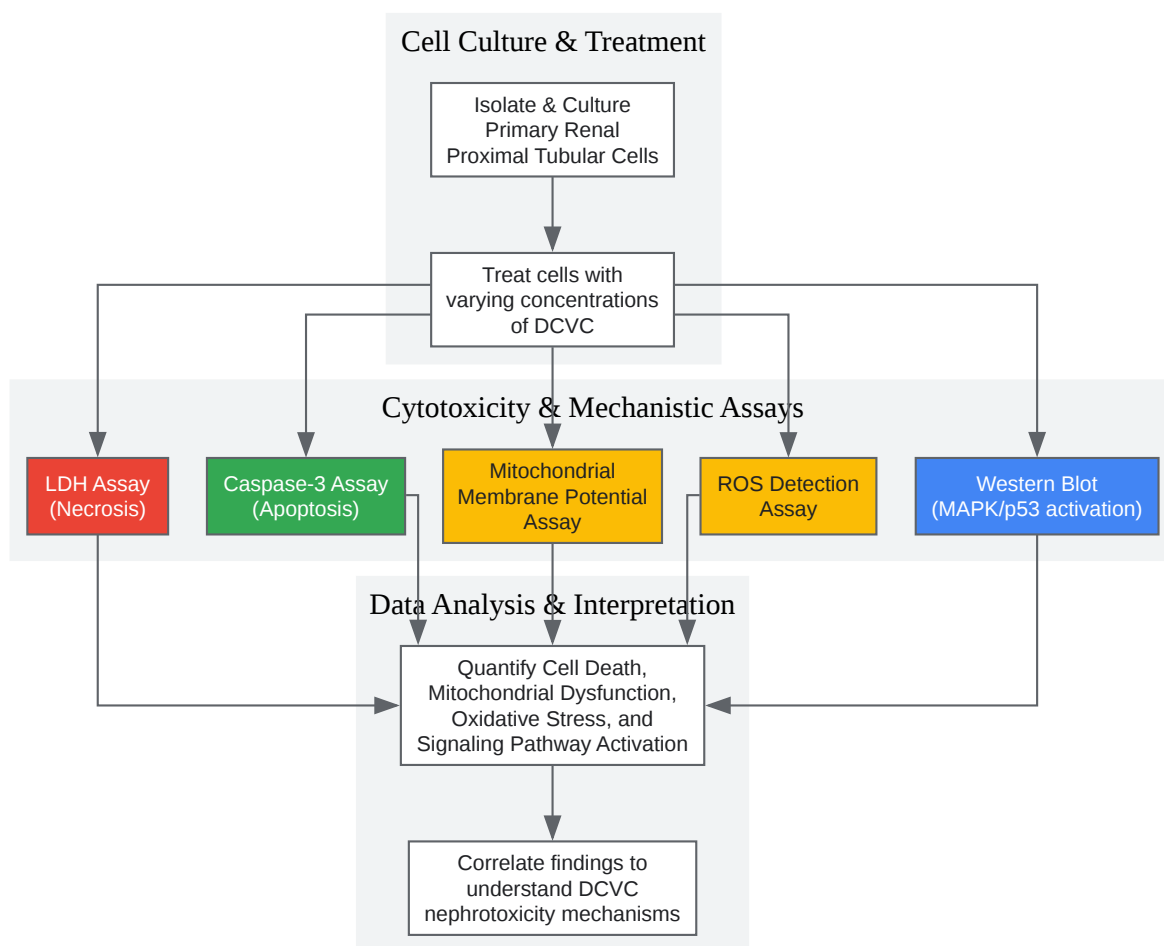 Cell Culture & Treatment
Isolate & Culture
Primary Renal
Proximal Tubular Cells
Treat cells with
varying concentrations
of DCVC
Cytotoxicity & Mechanistic Assays
LDH Assay
(Necrosis)
Caspase-3 Assay
(Apoptosis)
Mitochondrial
Membrane Potential
Assay
ROS Detection
Assay
Western Blot
(MAPK/p53 activation)
Data Analysis & Interpretation
Quantify Cell Death,
Mitochondrial Dysfunction,
Oxidative Stress, and
Signaling Pathway Activation
Correlate findings to
understand DCVC
nephrotoxicity mechanisms